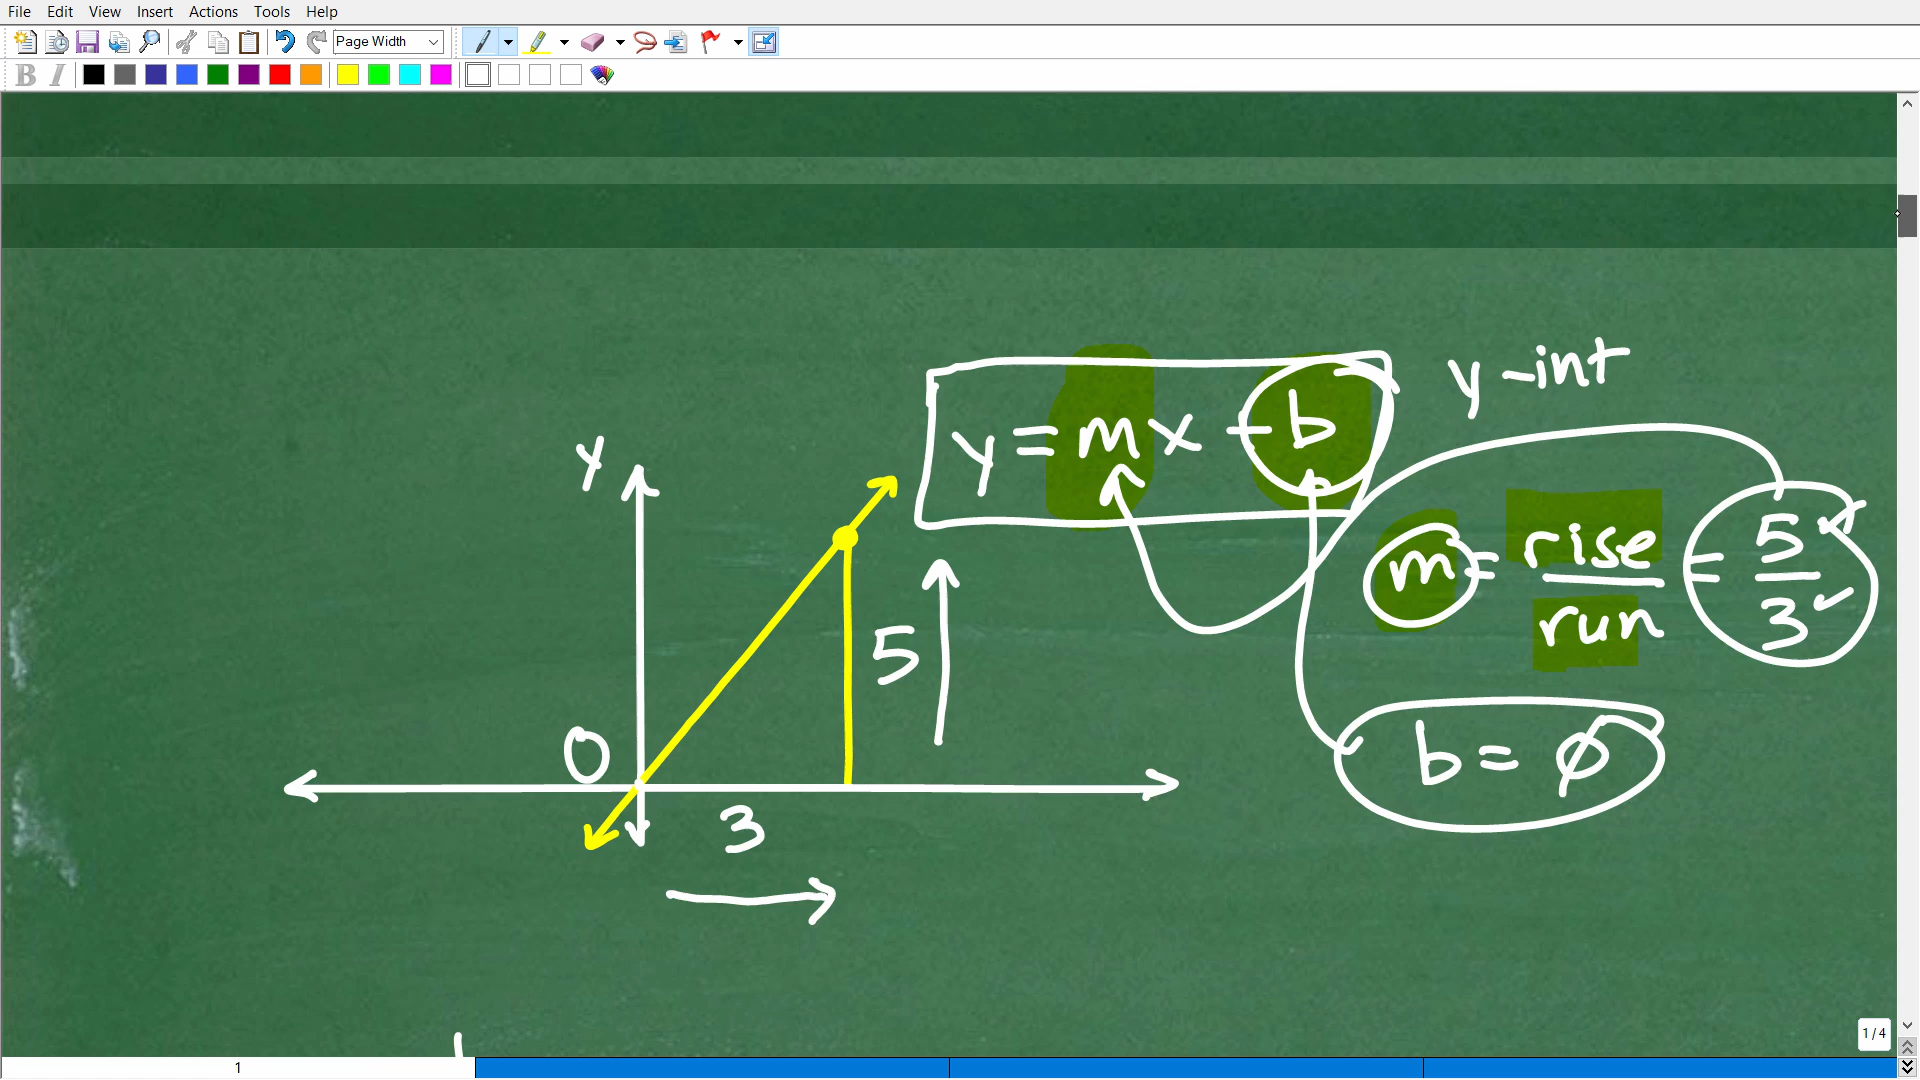 File Edit View Insert Actions Tools Help
Page Width
B I
y = mx + b
y-int
y
m = rise/run = 5/3
5
0
b = ∅
3
1 / 4
1